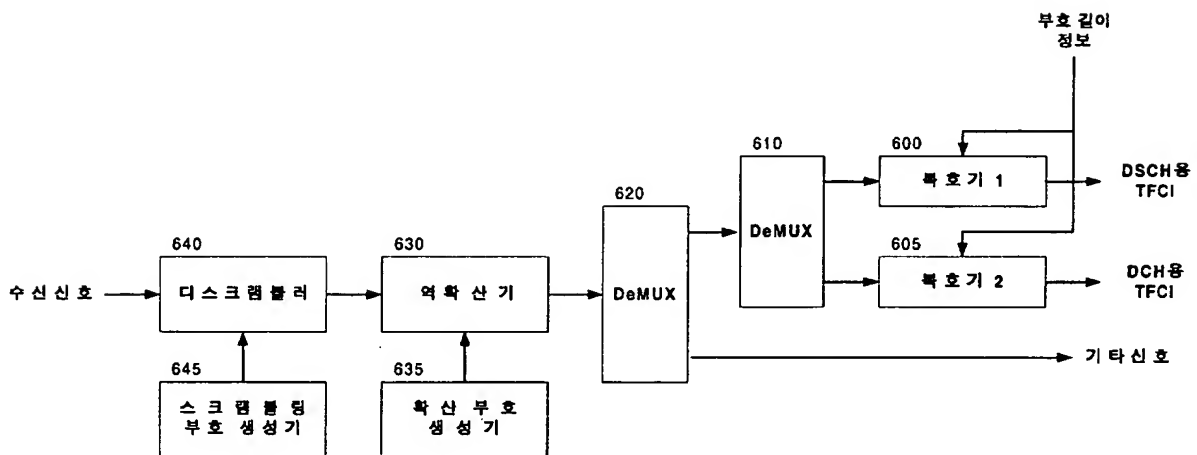 부호 길이
정보
610
600
복호기 1
DSCH용
TFCI
620
DeMUX
640
630
605
수신신호
디스크램블러
역확산기
DeMUX
복호기 2
DCH용
TFCI
기타신호
645
635
스크램블링
부호 생성기
확산 부호
생성기